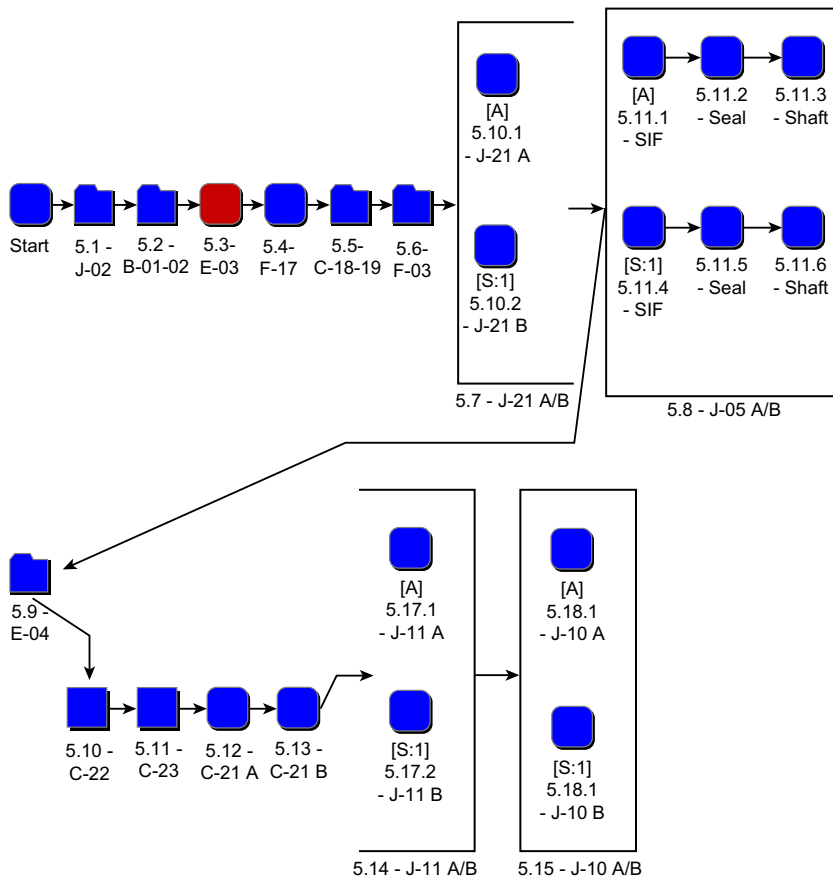 [A]
5.10.1
- J-21 A
[S:1]
5.10.2
- J-21 B
5.7 - J-21 A/B
[A]
5.11.1
- SIF
5.11.2
- Seal
5.11.3
- Shaft
[S:1]
5.11.4
- SIF
5.11.5
- Seal
5.11.6
- Shaft
5.8 - J-05 A/B
Start
5.1 -
J-02
5.2 -
B-01-02
5.3-
E-03
5.4-
F-17
5.5-
C-18-19
5.6-
F-03
5.9 -
E-04
5.10 -
C-22
5.11 -
C-23
5.12 -
C-21 A
5.13 -
C-21 B
[A]
5.17.1
- J-11 A
[S:1]
5.17.2
- J-11 B
5.14 - J-11 A/B
[A]
5.18.1
- J-10 A
[S:1]
5.18.1
- J-10 B
5.15 - J-10 A/B